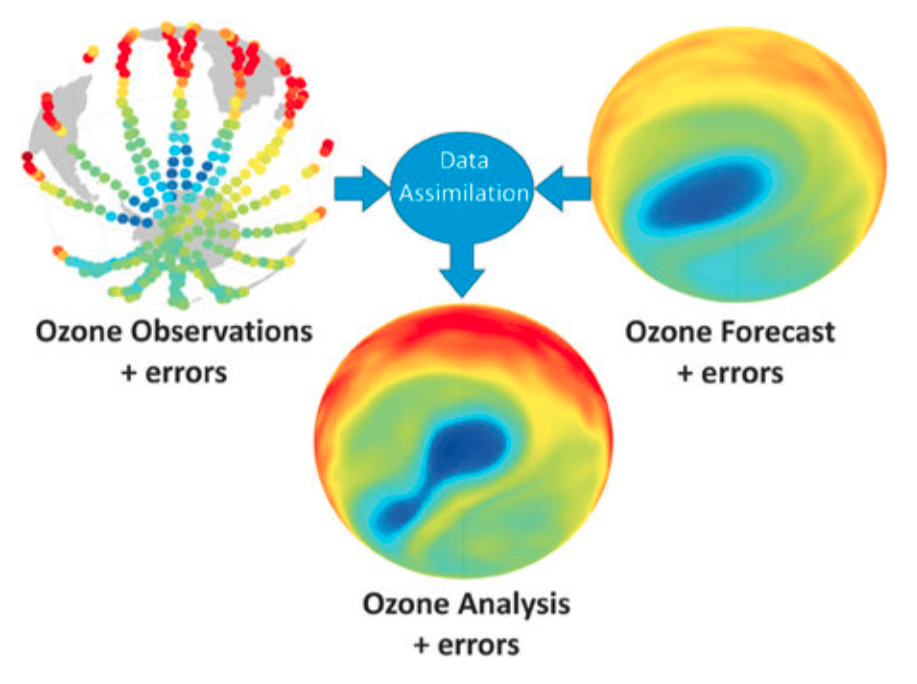 Data
Assimilation
Ozone Observations
+ errors
Ozone Forecast
+ errors
Ozone Analysis
+ errors